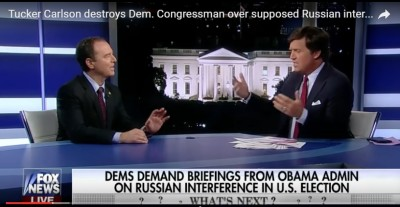 Tucker Carlson destroys Dem. Congressman over supposed Russian inter...
FOX
NEWS
LIVE
DEMS DEMAND BRIEFINGS FROM OBAMA ADMIN
ON RUSSIAN INTERFERENCE IN U.S. ELECTION
? ? WHAT'S NEXT? ? ?